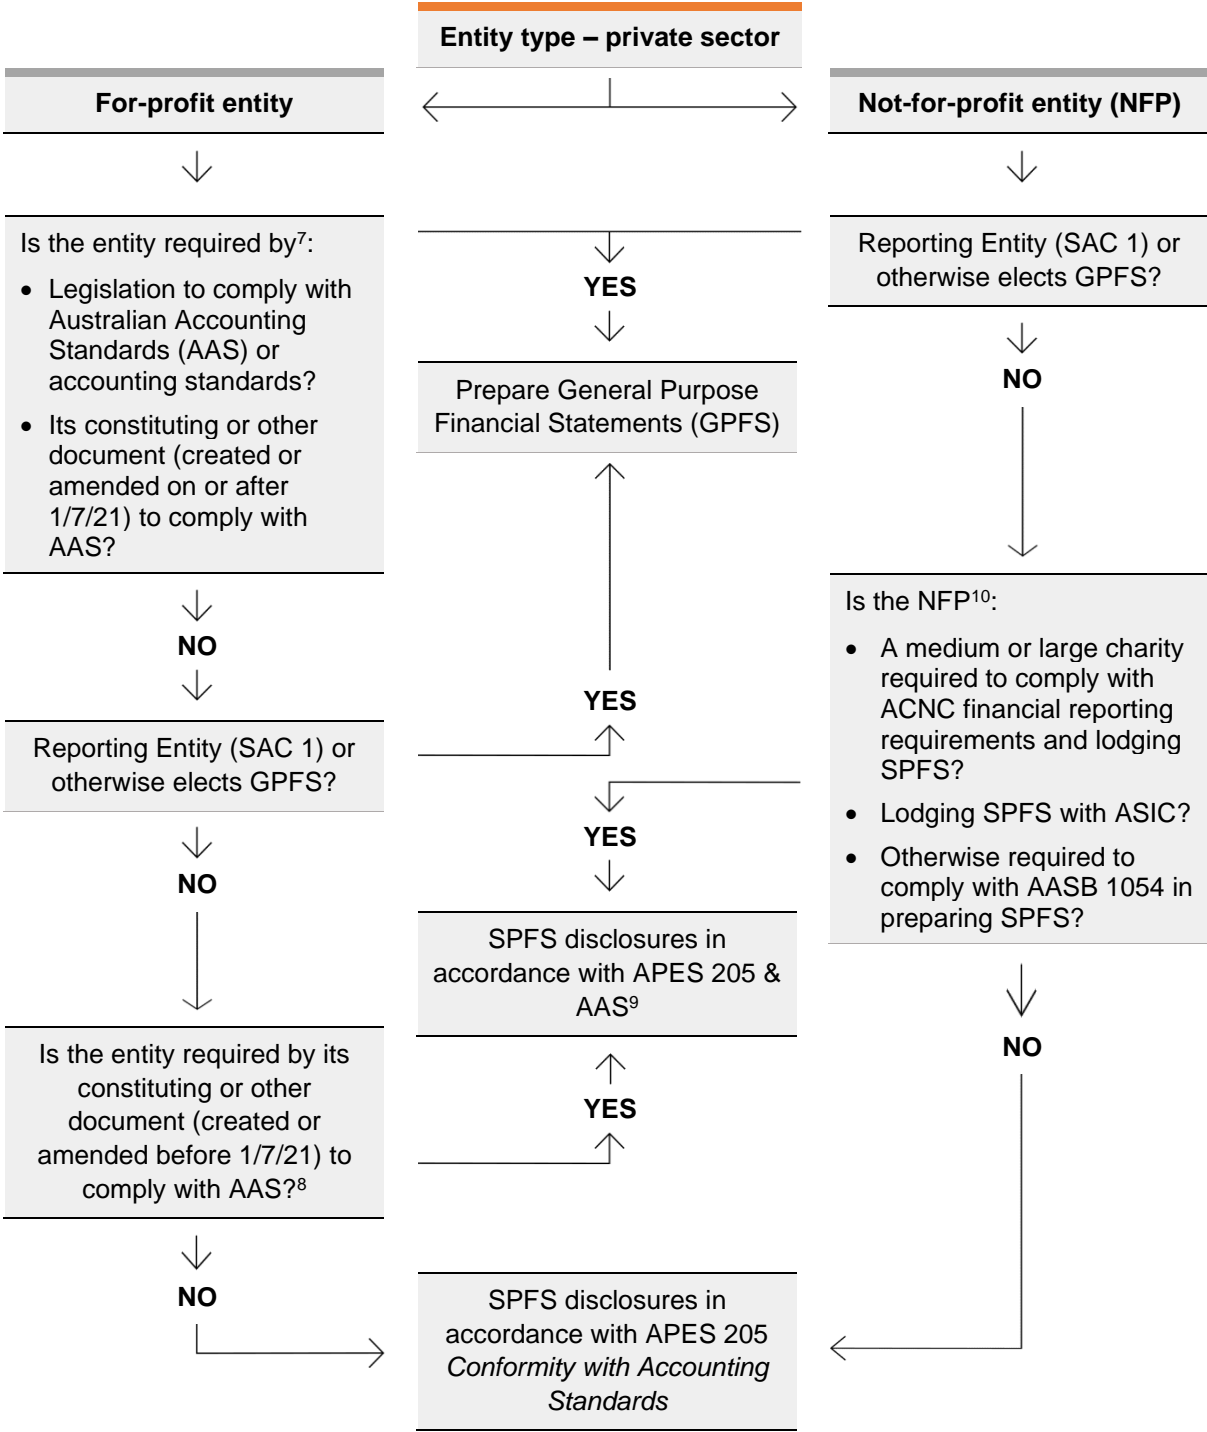 Entity type – private sector
For-profit entity
Not-for-profit entity (NFP)
Is the entity required by⁷:
• Legislation to comply with
Australian Accounting
Standards (AAS) or
accounting standards?
• Its constituting or other
document (created or
amended on or after
1/7/21) to comply with
AAS?
YES
Reporting Entity (SAC 1) or
otherwise elects GPFS?
Prepare General Purpose
Financial Statements (GPFS)
NO
NO
Is the NFP¹⁰:
• A medium or large charity
required to comply with
ACNC financial reporting
requirements and lodging
SPFS?
• Lodging SPFS with ASIC?
• Otherwise required to
comply with AASB 1054 in
preparing SPFS?
YES
Reporting Entity (SAC 1) or
otherwise elects GPFS?
YES
NO
SPFS disclosures in
accordance with APES 205 &
AAS⁹
NO
Is the entity required by its
constituting or other
document (created or
amended before 1/7/21) to
comply with AAS?⁸
YES
NO
SPFS disclosures in
accordance with APES 205
Conformity with Accounting
Standards